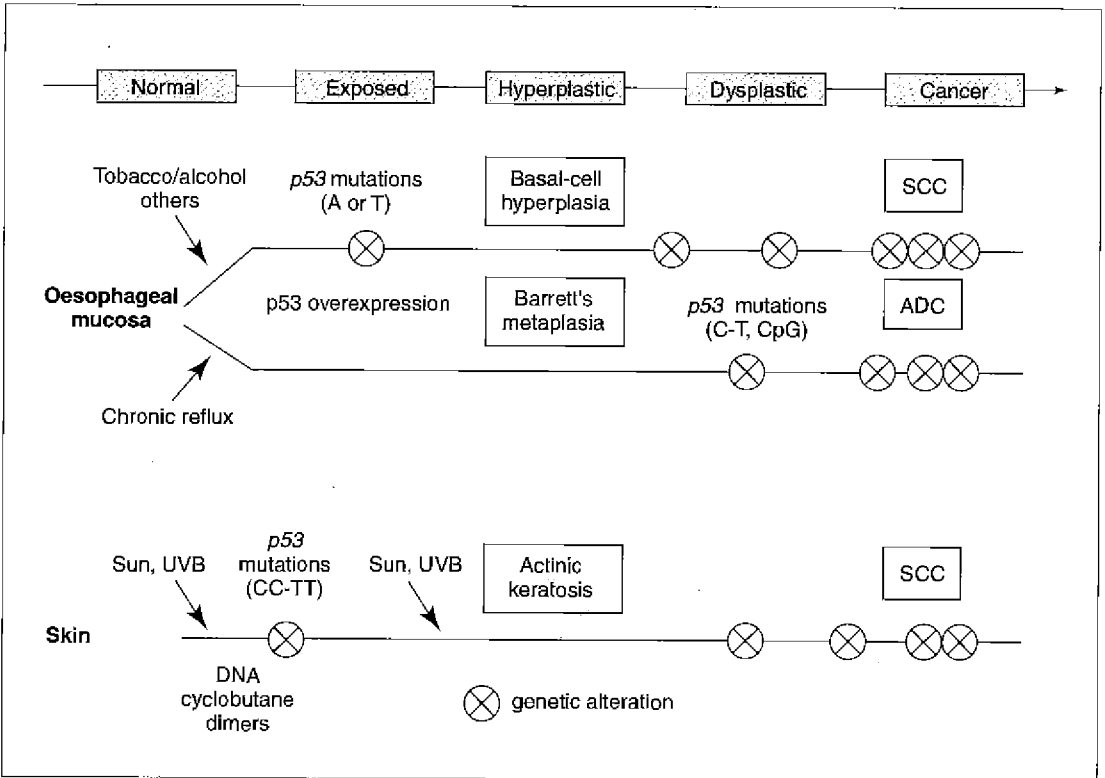 Normal
Exposed
Hyperplastic
Dysplastic
Cancer
Tobacco/alcohol
others
p53 mutations
(A or T)
Basal-cell
hyperplasia
SCC
Oesophageal
mucosa
p53 overexpression
Barrett's
metaplasia
p53 mutations
(C-T, CpG)
ADC
Chronic reflux
Sun, UVB
p53
mutations
(CC-TT)
Sun, UVB
Actinic
keratosis
SCC
Skin
DNA
cyclobutane
dimers
genetic alteration